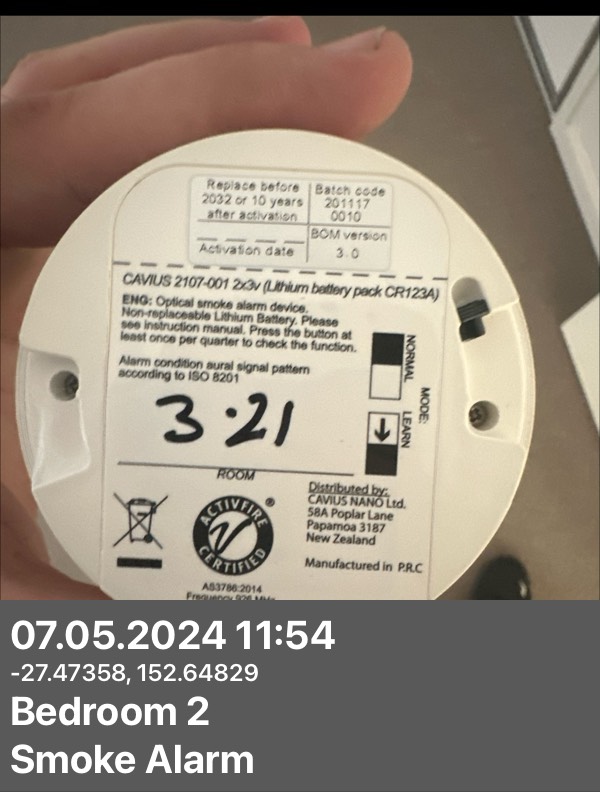 Replace before
2032 or 10 years
after activation
Batch code
201117
0010
Activation date
BOM version
3.0
CAVIUS 2107-001 2x3v (Lithium battery pack CR123A)
ENG: Optical smoke alarm device.
Non-replaceable Lithium Battery. Please
see instruction manual. Press the button at
least once per quarter to check the function.
Alarm condition aural signal pattern
according to ISO 8201
NORMAL
MODE:
LEARN
3.21
ROOM
ACTIVFIRE ®
CERTIFIED
Distributed by:
CAVIUS NANO Ltd.
58A Poplar Lane
Papamoa 3187
New Zealand
Manufactured in P.R.C
AS3786:2014
Frequency 926 MHz
07.05.2024 11:54
-27.47358, 152.64829
Bedroom 2
Smoke Alarm